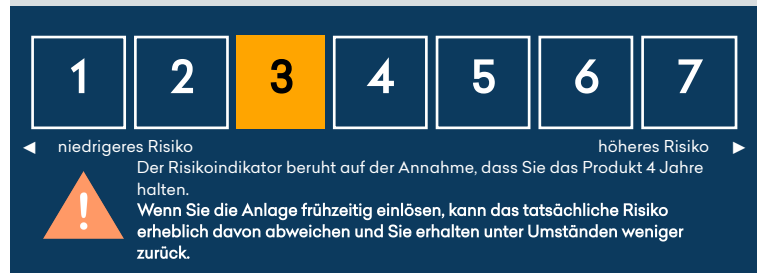 1 2 3 4 5 6 7
◄ niedrigeres Risiko höheres Risiko ►
Der Risikoindikator beruht auf der Annahme, dass Sie das Produkt 4 Jahre
halten.
Wenn Sie die Anlage frühzeitig einlösen, kann das tatsächliche Risiko
erheblich davon abweichen und Sie erhalten unter Umständen weniger
zurück.
!